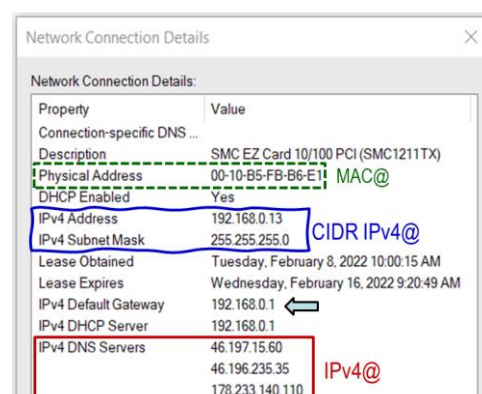 Network Connection Details
Network Connection Details:
Property Value
Connection-specific DNS ...
Description SMC EZ Card 10/100 PCI (SMC1211TX)
Physical Address 00-10-B5-FB-B6-E1 MAC@
DHCP Enabled Yes
IPv4 Address 192.168.0.13
CIDR IPv4@
IPv4 Subnet Mask 255.255.255.0
Lease Obtained Tuesday, February 8, 2022 10:00:15 AM
Lease Expires Wednesday, February 16, 2022 9:20:49 AM
IPv4 Default Gateway 192.168.0.1
IPv4 DHCP Server 192.168.0.1
IPv4 DNS Servers 46.197.15.60
46.196.235.35 IPv4@
178.233.140.110